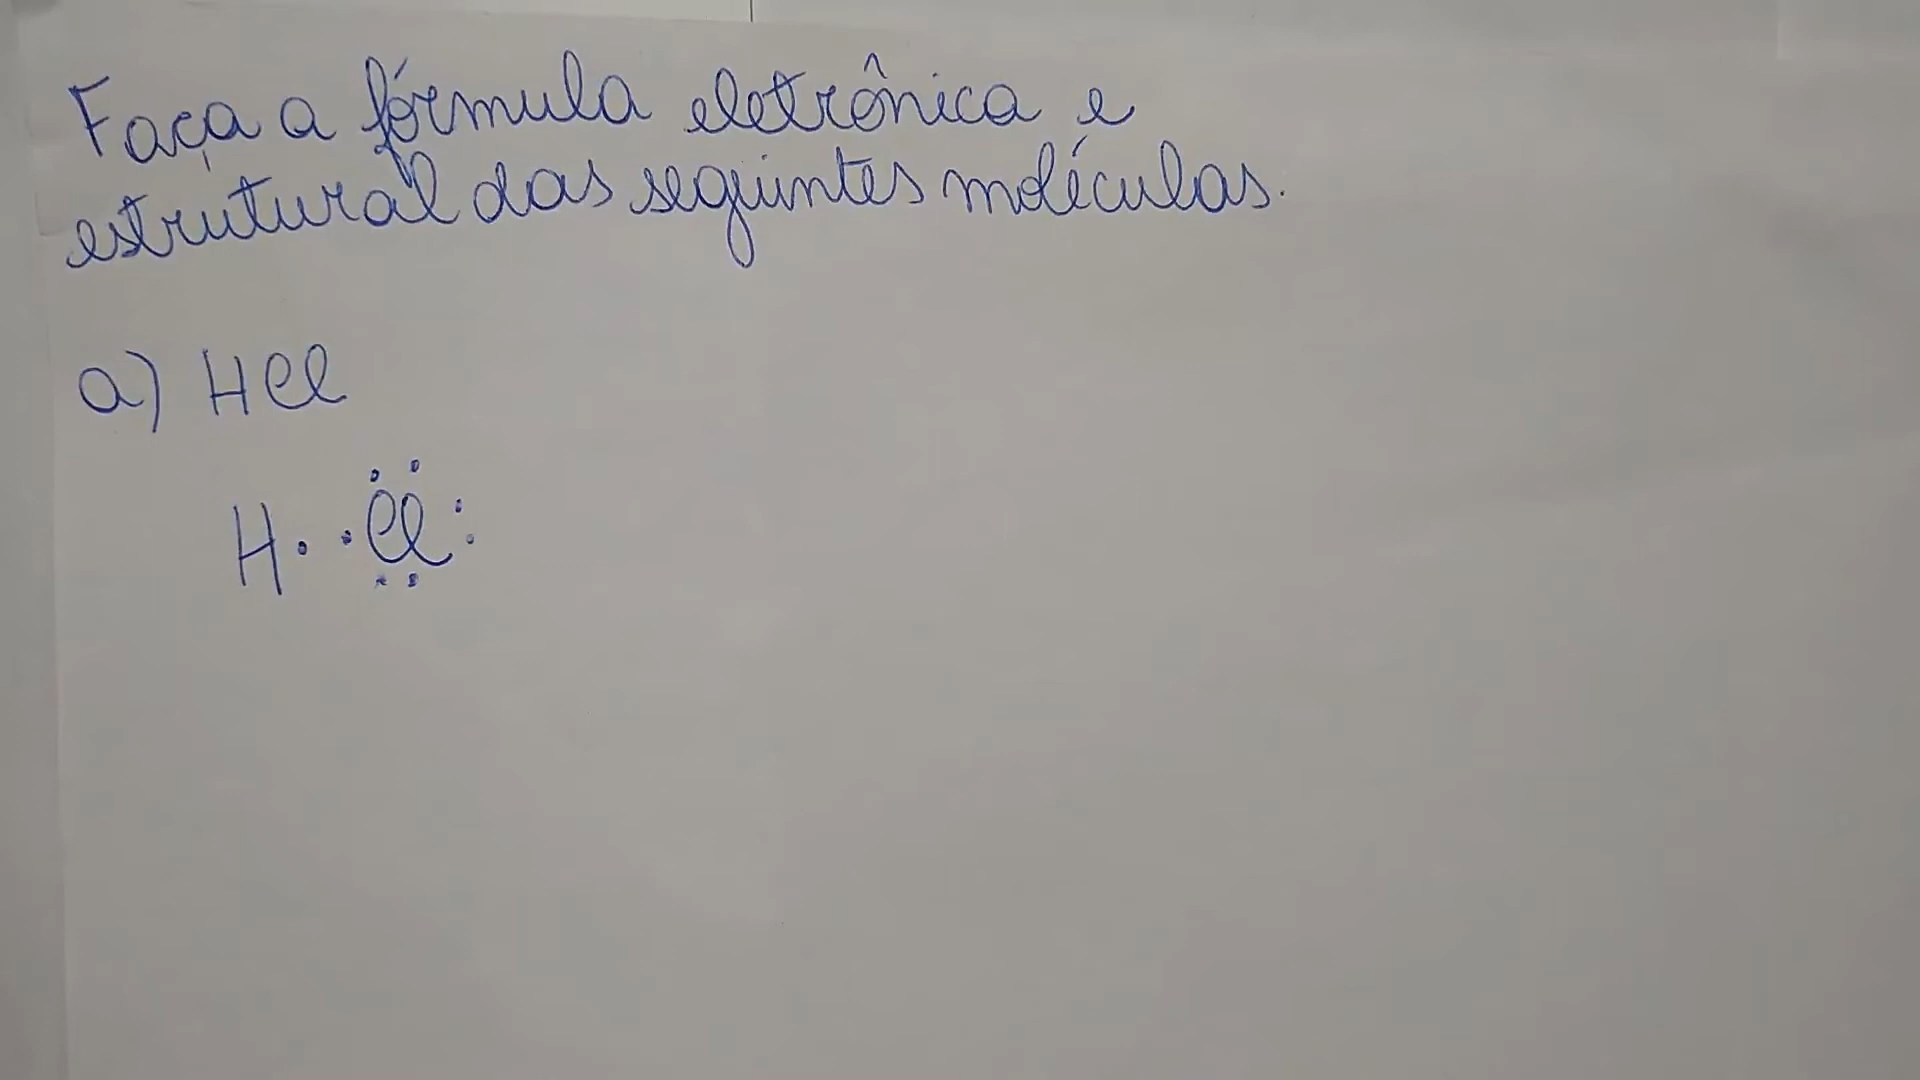 Faça a fórmula eletrônica e
estrutural das seguintes moléculas.
a) HCl
H· ·Cl: